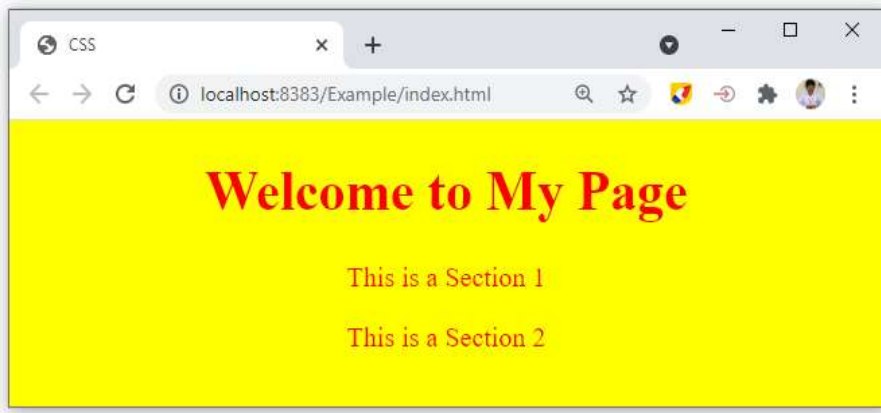 CSS
localhost:8383/Example/index.html
Welcome to My Page
This is a Section 1
This is a Section 2